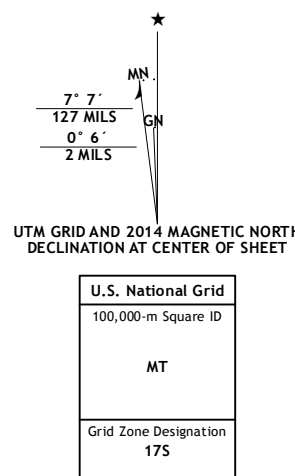 ★
MN
GN
7° 7´
127 MILS
0° 6´
2 MILS
UTM GRID AND 2014 MAGNETIC NORTH
DECLINATION AT CENTER OF SHEET
U.S. National Grid
100,000-m Square ID
MT
Grid Zone Designation
17S